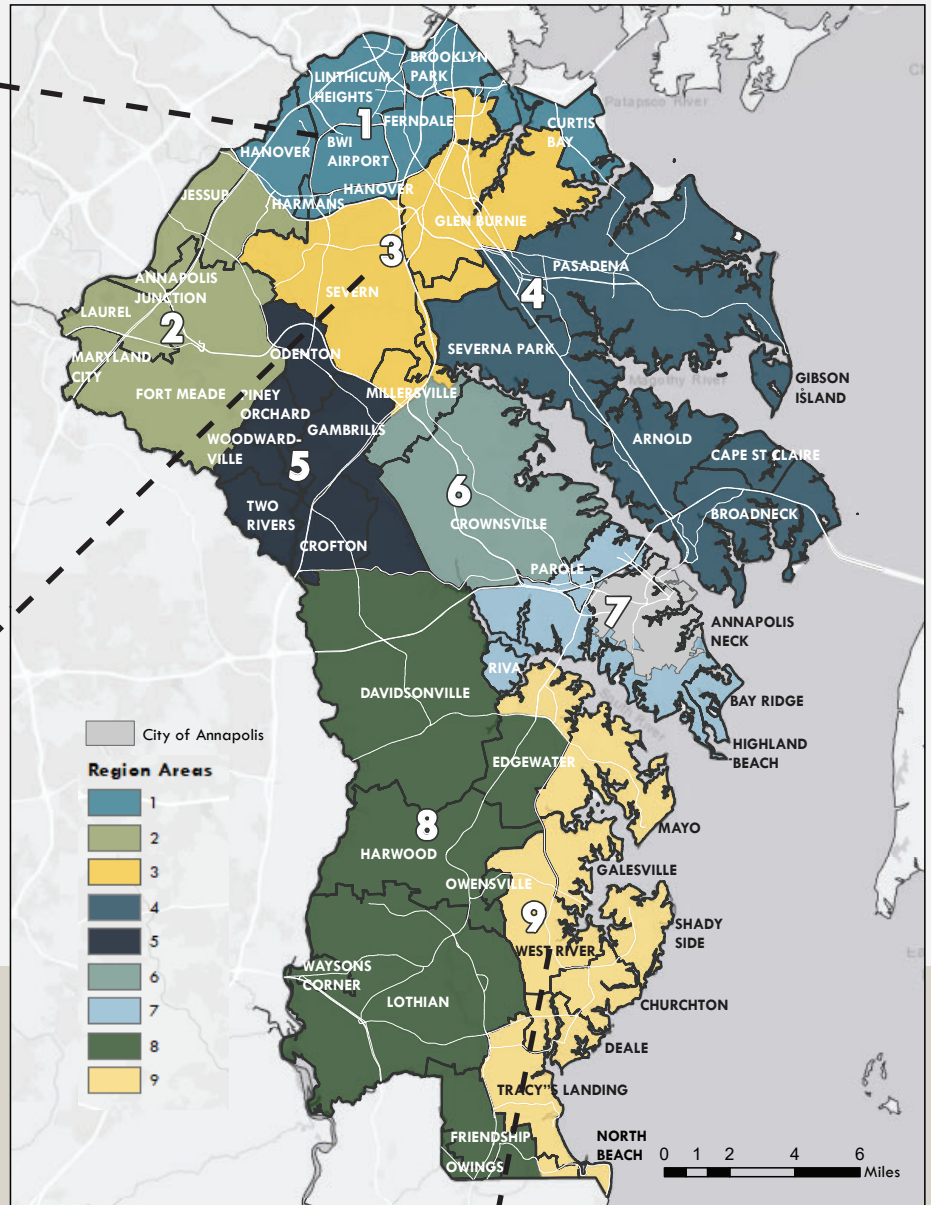 BROOKLYN
PARK
LINTHICUM
HEIGHTS
Patapsco River
1
FERNDALE
CURTIS
BAY
HANOVER
BWI
AIRPORT
JESSUP
HANOVER
HARMANS
GLEN BURNIE
3
PASADENA
ANNAPOLIS
JUNCTION
SEVERN
4
LAUREL
2
MARYLAND
CITY
ODENTON
SEVERNA PARK
Magothy River
GIBSON
ISLAND
FORT MEADE
PINEY
ORCHARD
MILLERSVILLE
GAMBRILLS
WOODWARD-
VILLE
ARNOLD
CAPE ST CLAIRE
5
6
TWO
RIVERS
CROWNSVILLE
BROADNECK
CROFTON
PAROLE
7
ANNAPOLIS
NECK
RIVA
DAVIDSONVILLE
BAY RIDGE
South River
HIGHLAND
BEACH
EDGEWATER
MAYO
8
HARWOOD
GALESVILLE
OWENSVILLE
9
SHADY
SIDE
WEST RIVER
WAYSONS
CORNER
LOTHIAN
CHURCHTON
DEALE
TRACY"S LANDING
FRIENDSHIP
NORTH
BEACH
OWINGS
City of Annapolis
Region Areas
1
2
3
4
5
6
7
8
9
0 1 2 4 6
Miles